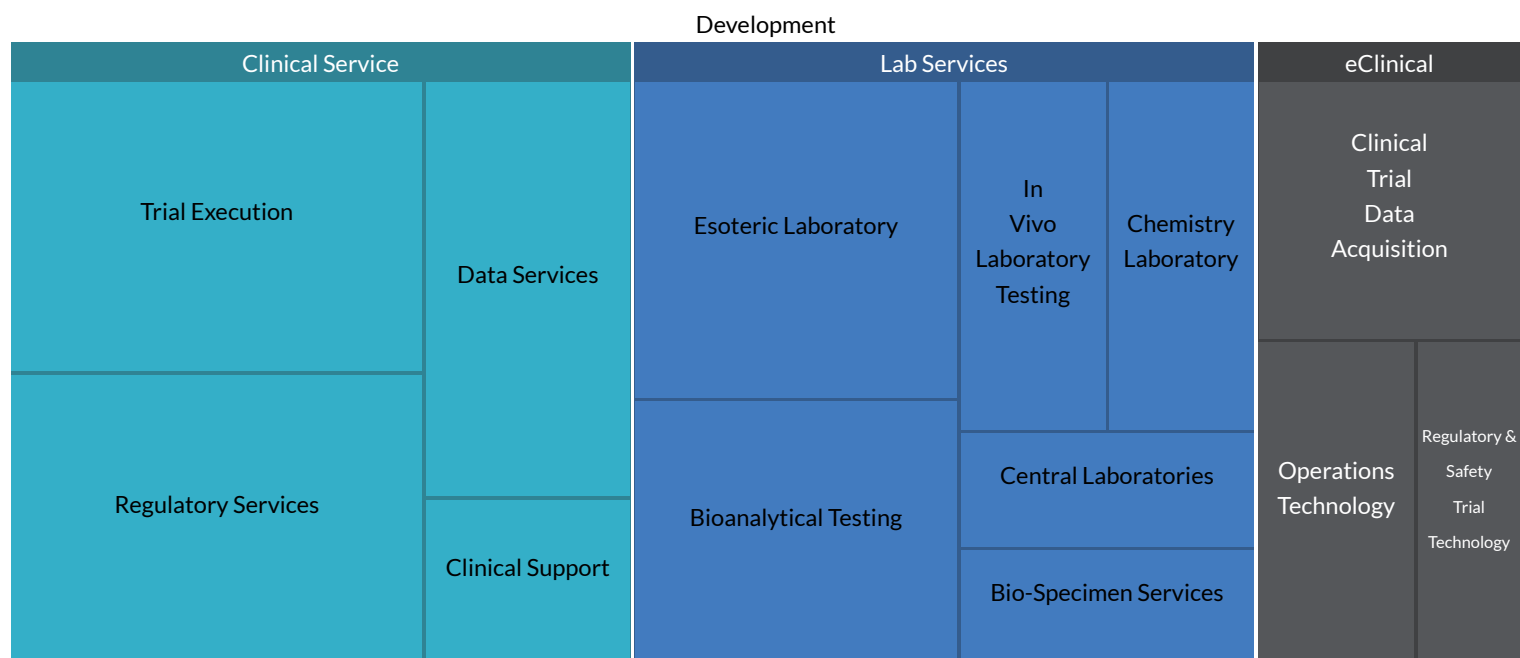 Development
Clinical Service
Lab Services
eClinical
Trial Execution
Data Services
Regulatory Services
Clinical Support
Esoteric Laboratory
In
Vivo
Laboratory
Testing
Chemistry
Laboratory
Bioanalytical Testing
Central Laboratories
Bio-Specimen Services
Clinical
Trial
Data
Acquisition
Operations
Technology
Regulatory &
Safety
Trial
Technology